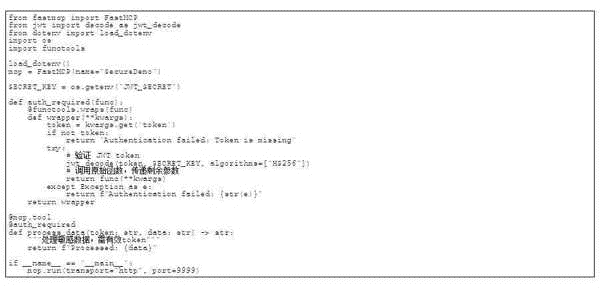 from fastmcp import FastMCP
from jwt import decode as jwt_decode
from dotenv import load_dotenv
import os
import functools
load_dotenv()
mcp = FastMCP(name="SecureDemo")
SECRET_KEY = os.getenv("JWT_SECRET")
def auth_required(func):
@functools.wraps(func)
def wrapper(**kwargs):
token = kwargs.get("token")
if not token:
return "Authentication failed: Token is missing"
try:
# 验证 JWT token
jwt_decode(token, SECRET_KEY, algorithms=["HS256"])
# 调用原始函数，传递剩余参数
return func(**kwargs)
except Exception as e:
return f"Authentication failed: {str(e)}"
return wrapper
@mcp.tool
@auth_required
def process_data(token: str, data: str) -> str:
"""处理敏感数据，需有效token"""
return f"Processed: {data}"
if __name__ == "__main__":
mcp.run(transport="http", port=9999)